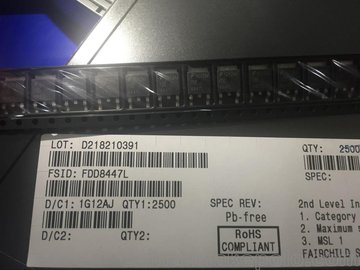 LOT: D218210391
FSID: FDD8447L
D/C1: 1G12AJ QTY1:2500
D/C2: QTY2:
SPEC REV:
Pb-free
RoHS
COMPLIANT
QTY: 2500
SPEC:
2nd Level In
1. Category
2. Maximum
3. MSL 1
FAIRCHILD S